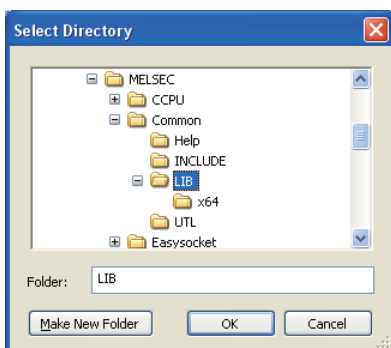 Select Directory
MELSEC
CCPU
Common
Help
INCLUDE
LIB
x64
UTL
Easysocket
Folder: LIB
Make New Folder OK Cancel